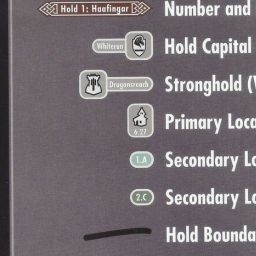 Hold 1: Haafingar Number and
Whiterun Hold Capital
Dragonsreach Stronghold (
6:27 Primary Loca
1.A Secondary Lo
2.C Secondary Lo
Hold Bounda